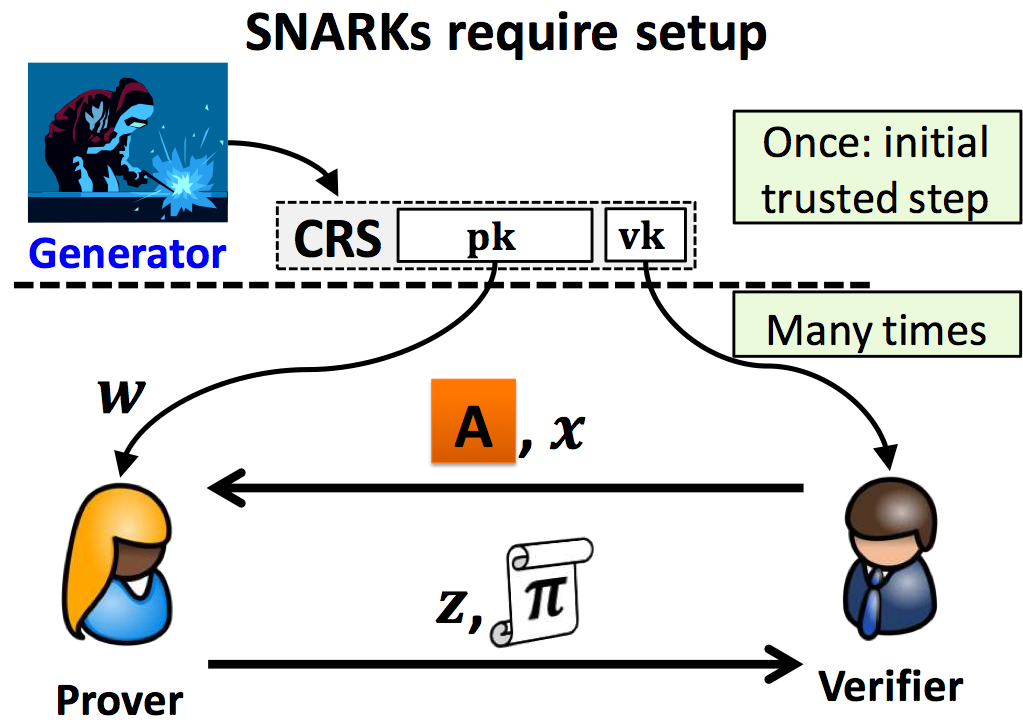 SNARKs require setup
Once: initial
trusted step
CRS
pk
vk
Generator
Many times
w
A, x
z, π
Prover
Verifier